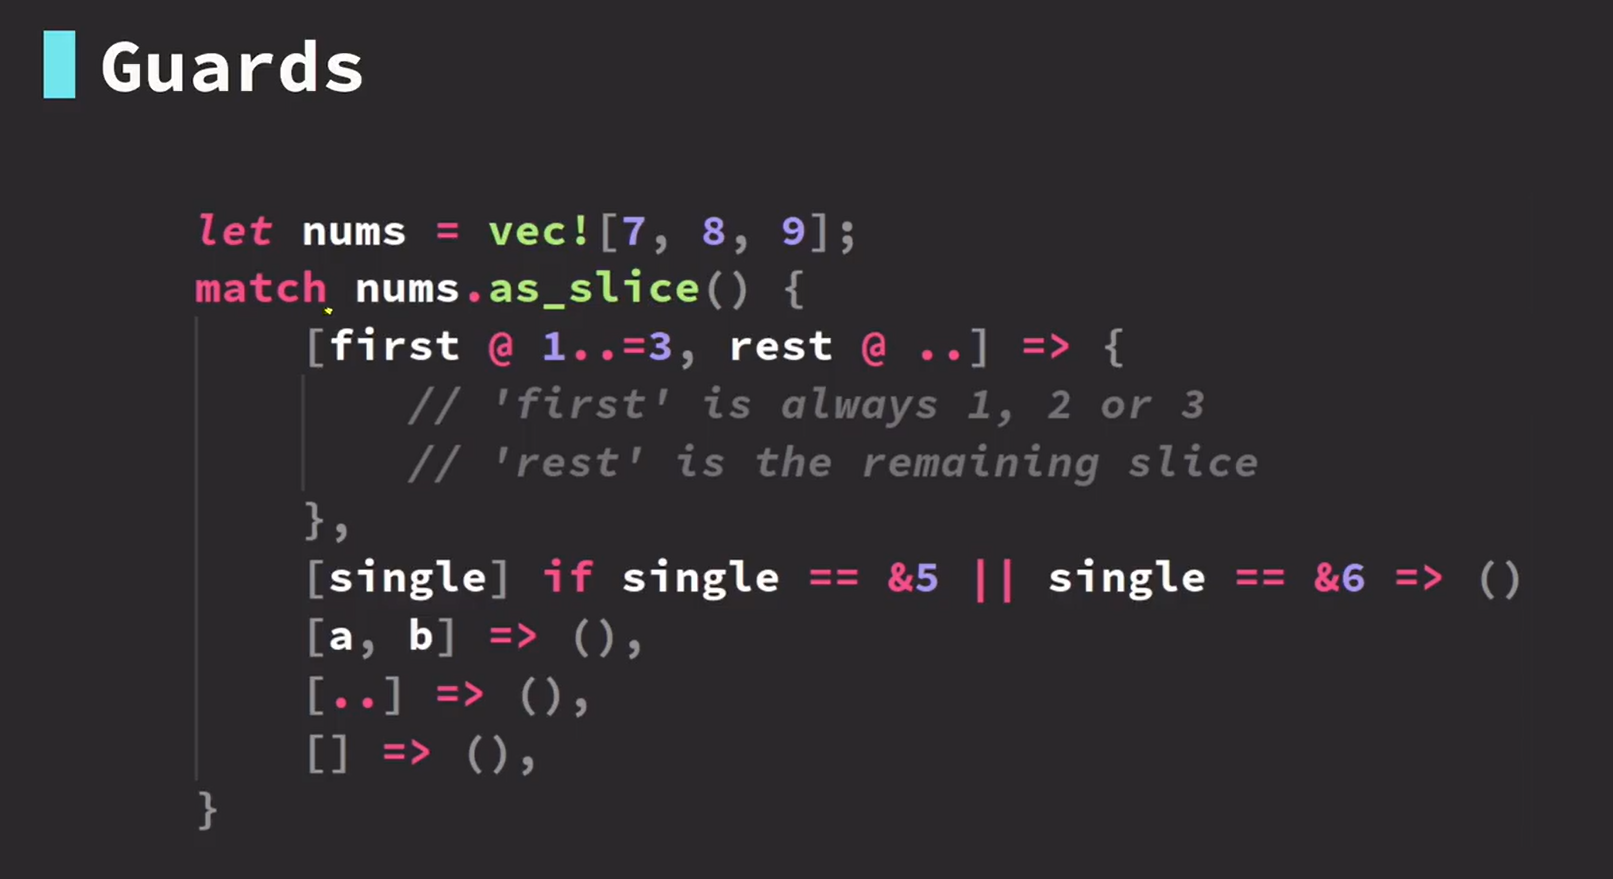 Guards
let nums = vec![7, 8, 9];
match nums.as_slice() {
[first @ 1..=3, rest @ ..] => {
// 'first' is always 1, 2 or 3
// 'rest' is the remaining slice
},
[single] if single == &5 || single == &6 => ()
[a, b] => (),
[..] => (),
[] => (),
}